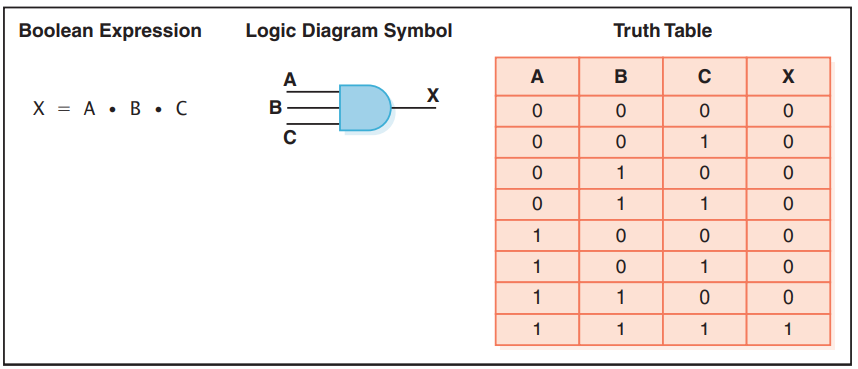 Boolean Expression
Logic Diagram Symbol
Truth Table
X = A • B • C
A
B
C
X
A B C X
0 0 0 0
0 0 1 0
0 1 0 0
0 1 1 0
1 0 0 0
1 0 1 0
1 1 0 0
1 1 1 1